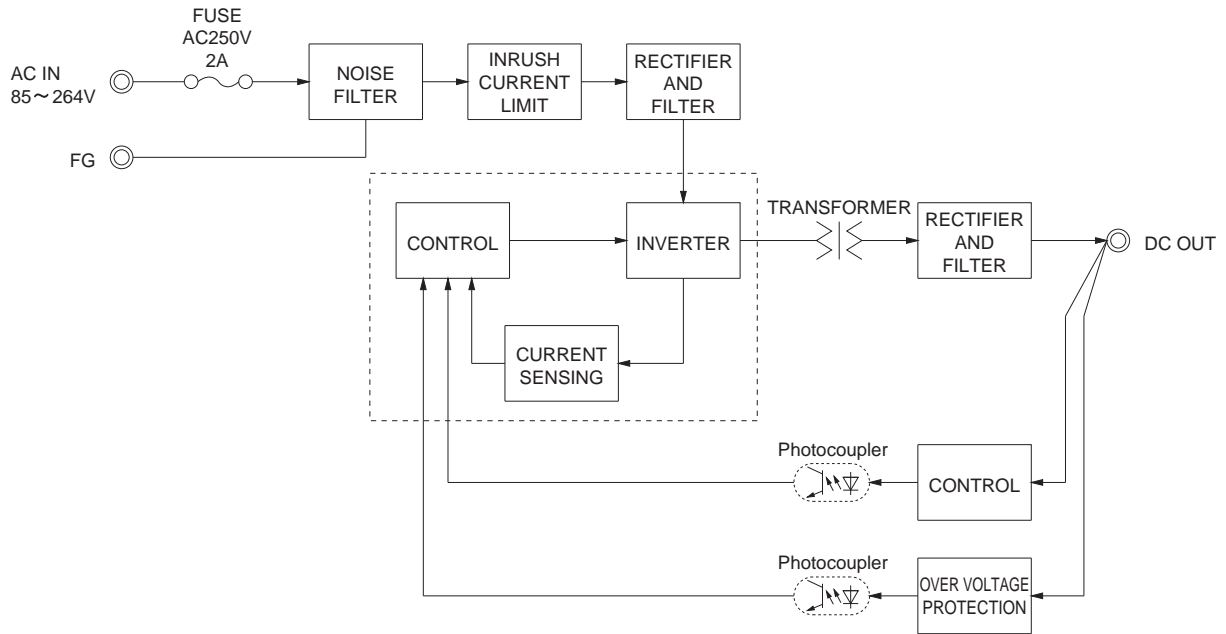 FUSE
AC250V
2A
AC IN
85～264V
NOISE
FILTER
INRUSH
CURRENT
LIMIT
RECTIFIER
AND
FILTER
FG
CONTROL
INVERTER
TRANSFORMER
RECTIFIER
AND
FILTER
DC OUT
CURRENT
SENSING
Photocoupler
CONTROL
Photocoupler
OVER VOLTAGE
PROTECTION